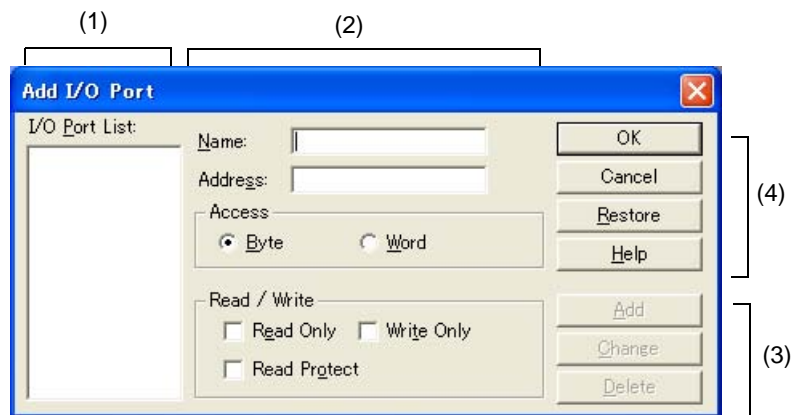 (1)
(2)
Add I/O Port
I/O Port List:
Name:
Address:
Access
Byte
Word
Read / Write
Read Only
Write Only
Read Protect
OK
Cancel
Restore
Help
(4)
Add
Change
Delete
(3)